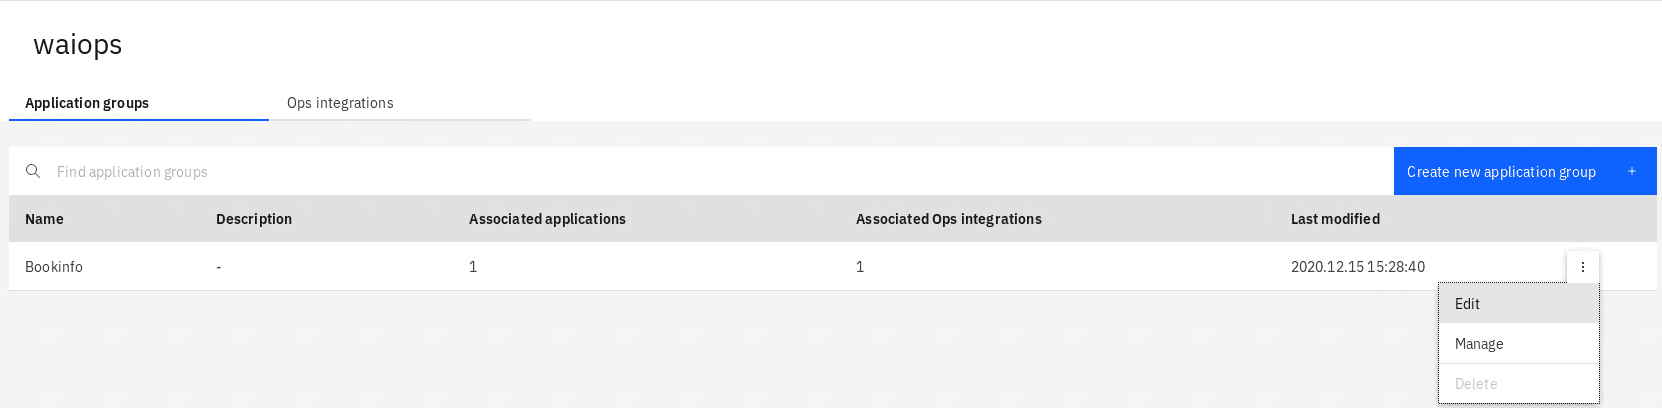 waiops
Application groups Ops integrations
Find application groups Create new application group +
Name Description Associated applications Associated Ops integrations Last modified
Bookinfo - 1 1 2020.12.15 15:28:40
Edit
Manage
Delete